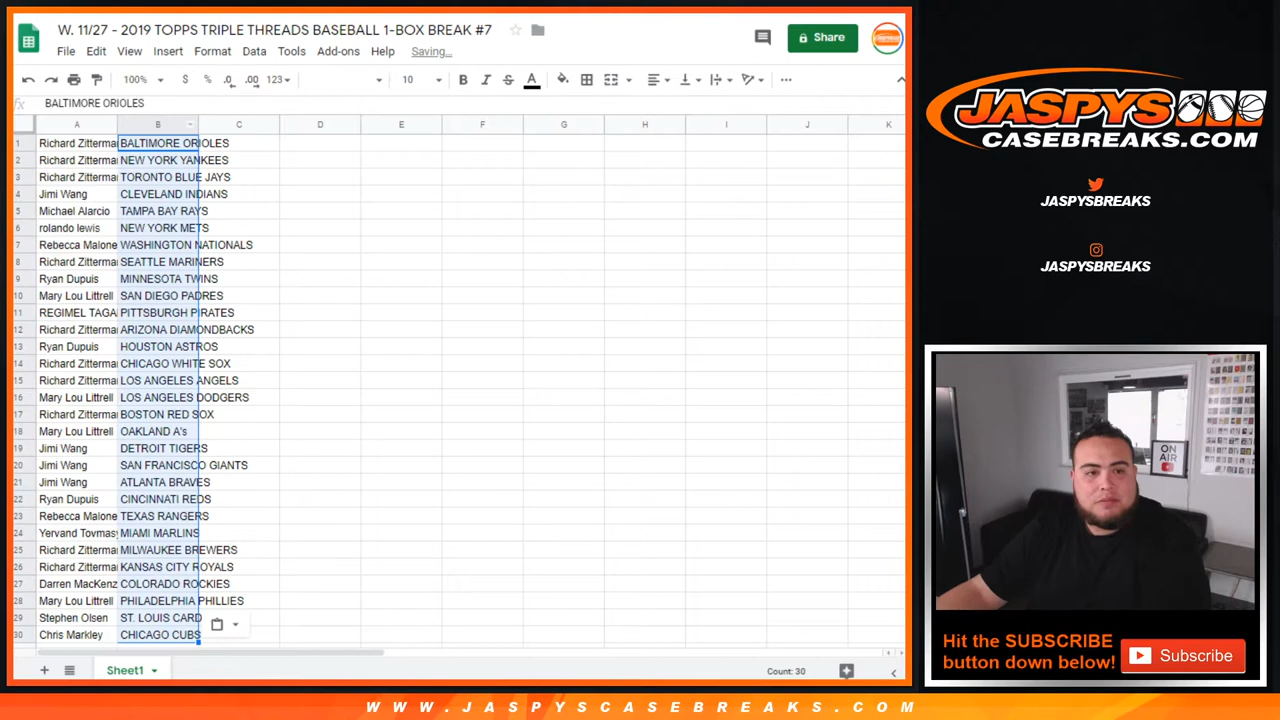 W. 11/27 - 2019 TOPPS TRIPLE THREADS BASEBALL 1-BOX BREAK #7
File Edit View Insert Format Data Tools Add-ons Help Saving...
Share
100% $ % .0 .00 123 10 B I S A
fx BALTIMORE ORIOLES
A B C D E F G H I J K
1 Richard Zitterma BALTIMORE ORIOLES
2 Richard Zitterma NEW YORK YANKEES
3 Richard Zitterma TORONTO BLUE JAYS
4 Jimi Wang CLEVELAND INDIANS
5 Michael Alarcio TAMPA BAY RAYS
6 rolando lewis NEW YORK METS
7 Rebecca Malone WASHINGTON NATIONALS
8 Richard Zitterma SEATTLE MARINERS
9 Ryan Dupuis MINNESOTA TWINS
10 Mary Lou Littrell SAN DIEGO PADRES
11 REGIMEL TAGA PITTSBURGH PIRATES
12 Richard Zitterma ARIZONA DIAMONDBACKS
13 Ryan Dupuis HOUSTON ASTROS
14 Richard Zitterma CHICAGO WHITE SOX
15 Richard Zitterma LOS ANGELES ANGELS
16 Mary Lou Littrell LOS ANGELES DODGERS
17 Richard Zitterma BOSTON RED SOX
18 Mary Lou Littrell OAKLAND A's
19 Jimi Wang DETROIT TIGERS
20 Jimi Wang SAN FRANCISCO GIANTS
21 Jimi Wang ATLANTA BRAVES
22 Ryan Dupuis CINCINNATI REDS
23 Rebecca Malone TEXAS RANGERS
24 Yervand Tovmasy MIAMI MARLINS
25 Richard Zitterma MILWAUKEE BREWERS
26 Richard Zitterma KANSAS CITY ROYALS
27 Darren MacKenz COLORADO ROCKIES
28 Mary Lou Littrell PHILADELPHIA PHILLIES
29 Stephen Olsen ST. LOUIS CARD
30 Chris Markley CHICAGO CUBS
Sheet1 Count: 30
JASPYS
CASEBREAKS.COM
JASPYSBREAKS
JASPYSBREAKS
ON AIR
Hit the SUBSCRIBE
button down below!
Subscribe
WWW.JASPYSCASEBREAKS.COM